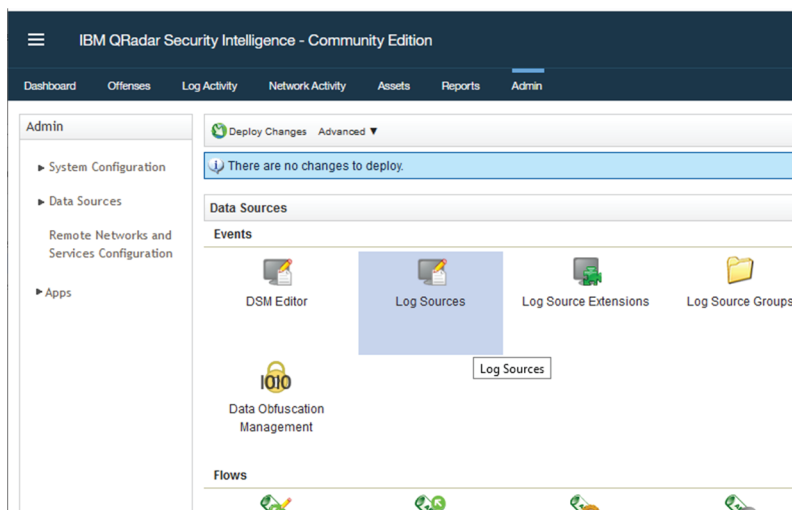 IBM QRadar Security Intelligence - Community Edition
Dashboard Offenses Log Activity Network Activity Assets Reports Admin
Admin
System Configuration
Data Sources
Remote Networks and
Services Configuration
Apps
Deploy Changes Advanced ▼
There are no changes to deploy.
Data Sources
Events
DSM Editor Log Sources Log Source Extensions Log Source Groups
Log Sources
1010
Data Obfuscation
Management
Flows